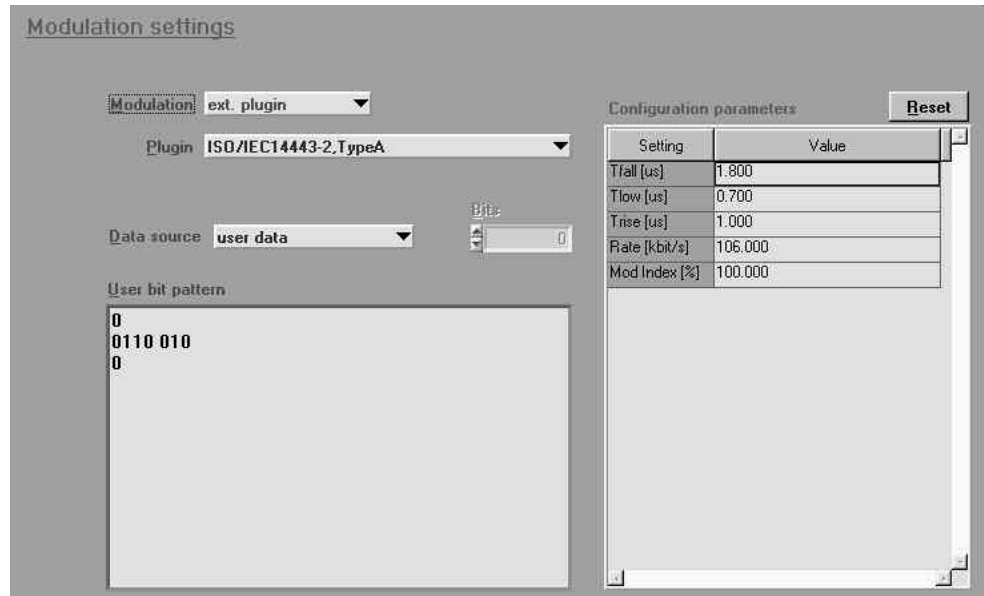 Modulation settings
Modulation ext. plugin
Plugin ISO/IEC14443-2,TypeA
Data source user data
Bits
0
User bit pattern
0
0110 010
0
Configuration parameters Reset
Setting Value
Tfall [us] 1.800
Tlow [us] 0.700
Trise [us] 1.000
Rate [kbit/s] 106.000
Mod Index [%] 100.000